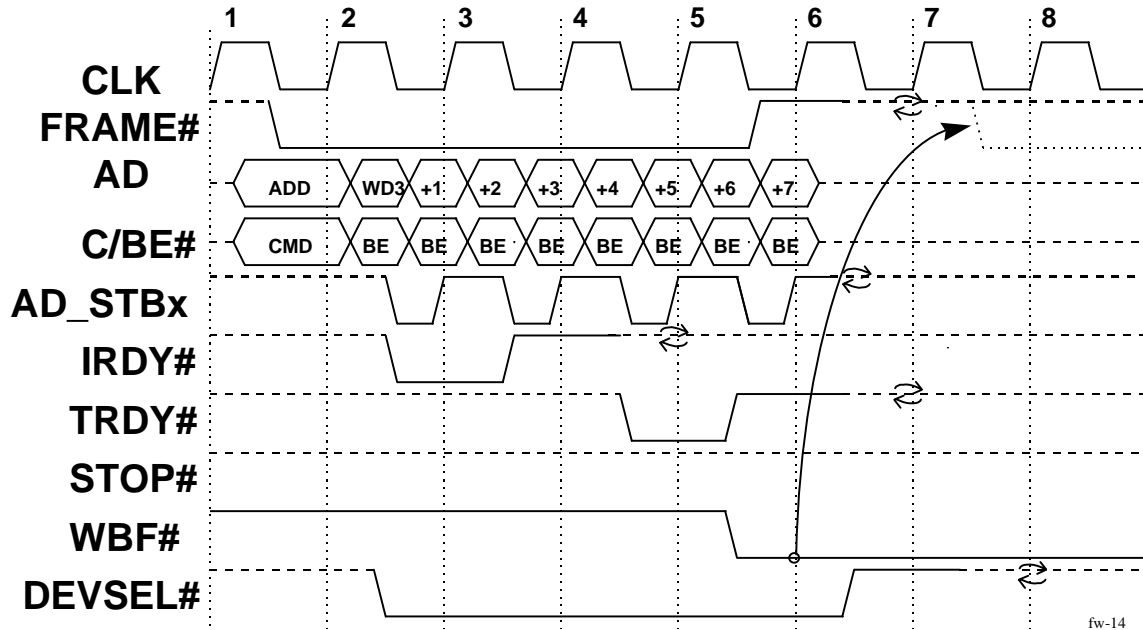 1 2 3 4 5 6 7 8
CLK
FRAME#
AD
ADD WD3 +1 +2 +3 +4 +5 +6 +7
C/BE#
CMD BE BE BE BE BE BE BE BE
AD_STBx
IRDY#
TRDY#
STOP#
WBF#
DEVSEL#
fw-14